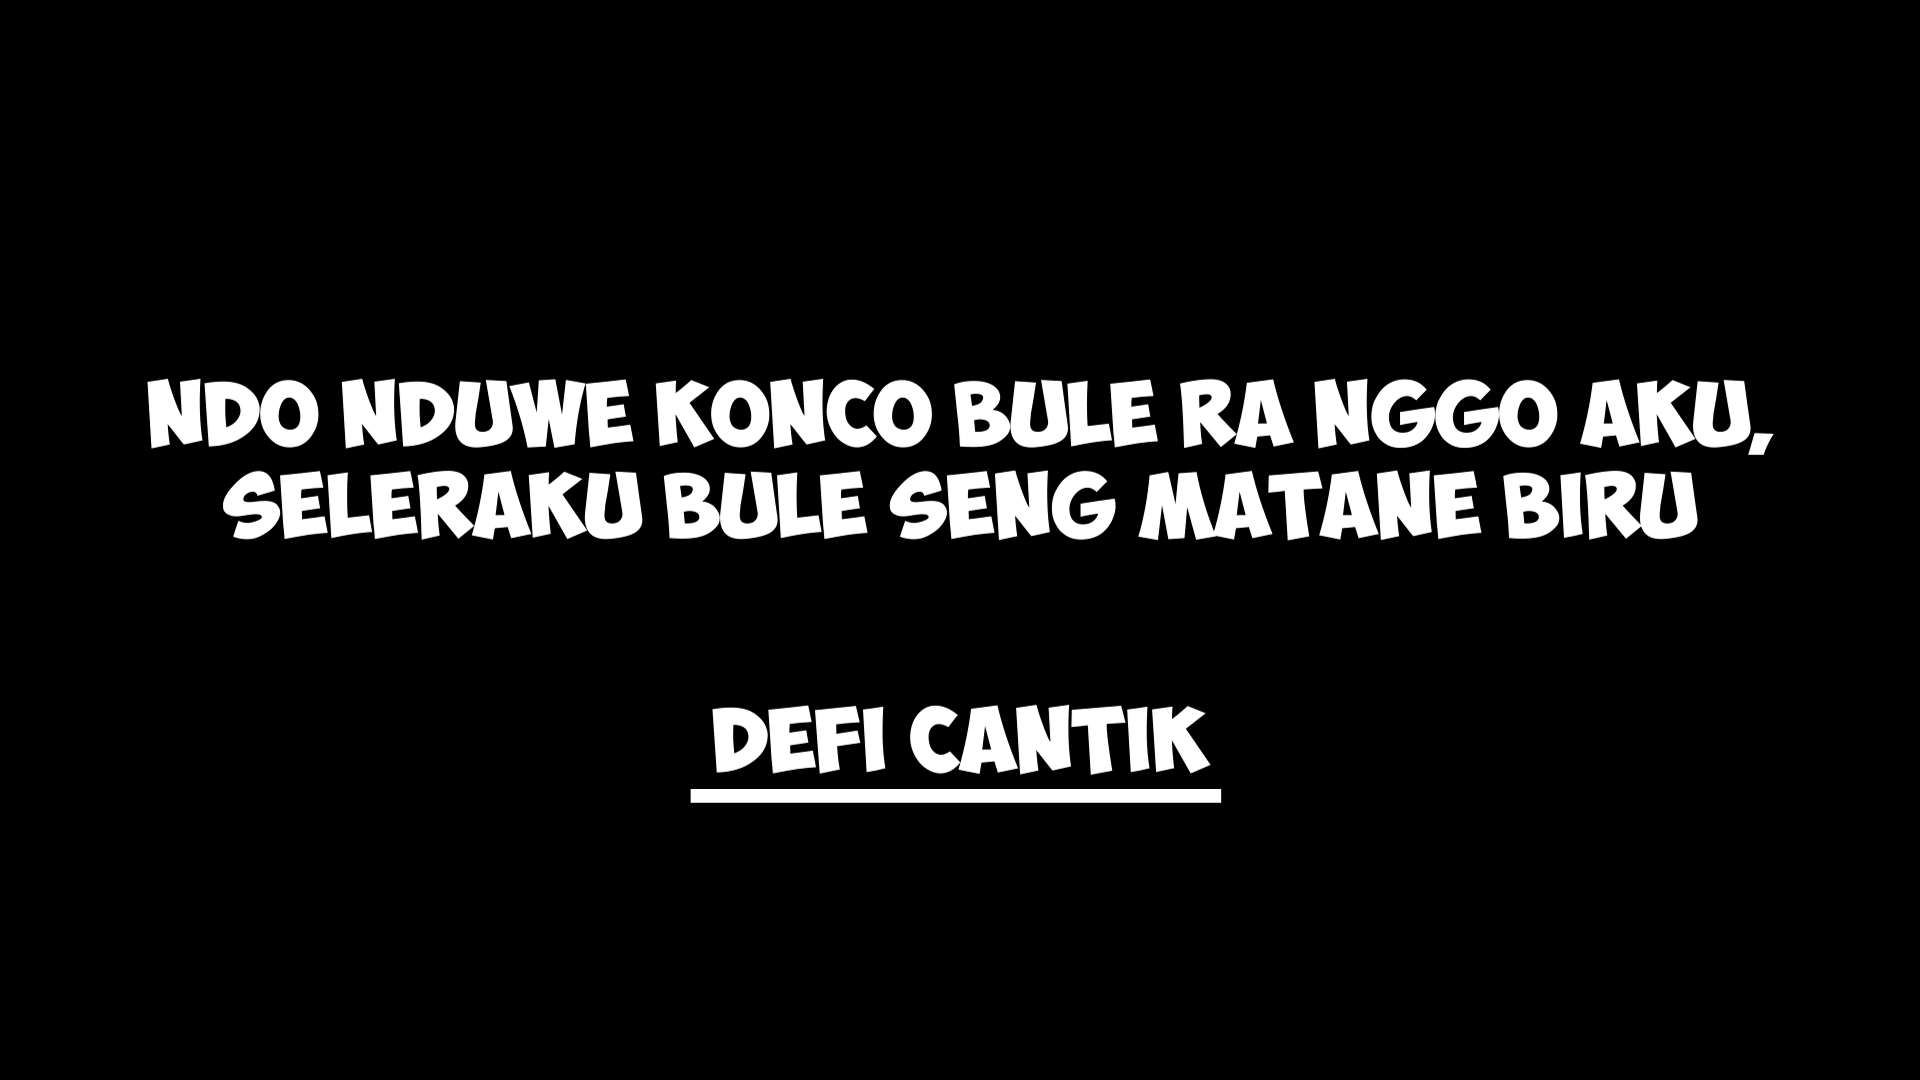 NDO NDUWE KONCO BULE RA NGGO AKU,
SELERAKU BULE SENG MATANE BIRU
DEFI CANTIK